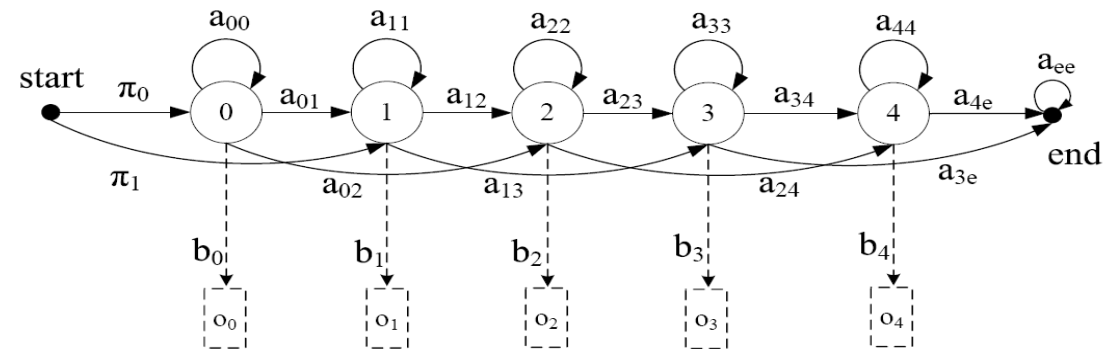 a₀₀ a₁₁ a₂₂ a₃₃ a₄₄ aₑₑ
start π₀ 0 a₀₁ 1 a₁₂ 2 a₂₃ 3 a₃₄ 4 a₄ₑ end
π₁ a₀₂ a₁₃ a₂₄ a₃ₑ
b₀ b₁ b₂ b₃ b₄
o₀ o₁ o₂ o₃ o₄